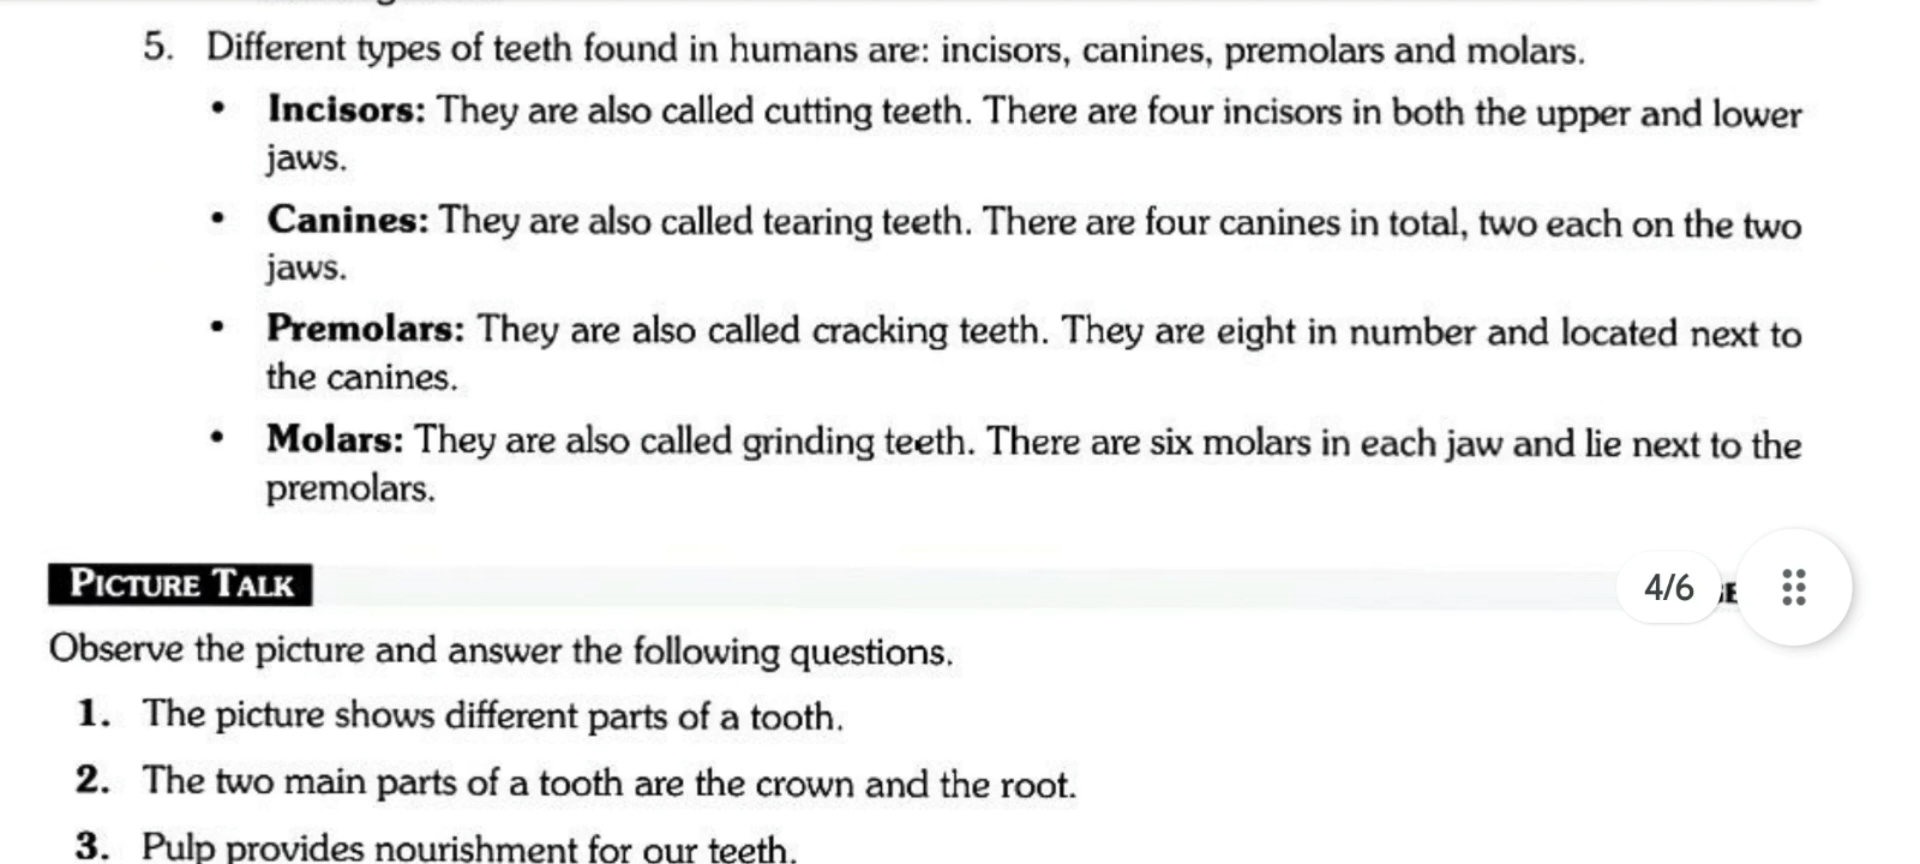 5. Different types of teeth found in humans are: incisors, canines, premolars and molars.
• Incisors: They are also called cutting teeth. There are four incisors in both the upper and lower
jaws.
• Canines: They are also called tearing teeth. There are four canines in total, two each on the two
jaws.
• Premolars: They are also called cracking teeth. They are eight in number and located next to
the canines.
• Molars: They are also called grinding teeth. There are six molars in each jaw and lie next to the
premolars.
PICTURE TALK
4/6
Observe the picture and answer the following questions.
1. The picture shows different parts of a tooth.
2. The two main parts of a tooth are the crown and the root.
3. Pulp provides nourishment for our teeth.